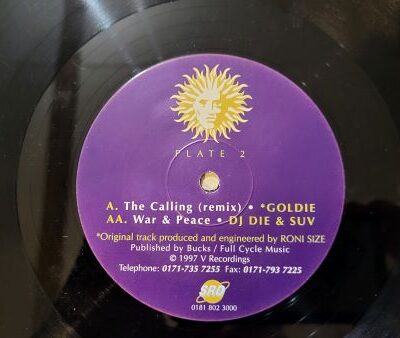 PLATE 2
A. The Calling (remix) • *GOLDIE
AA. War & Peace • DJ DIE & SUV
*Original track produced and engineered by RONI SIZE
Published by Bucks / Full Cycle Music
© 1997 V Recordings
Telephone: 0171-735 7255 Fax: 0171-793 7225
SRD
0181 802 3000